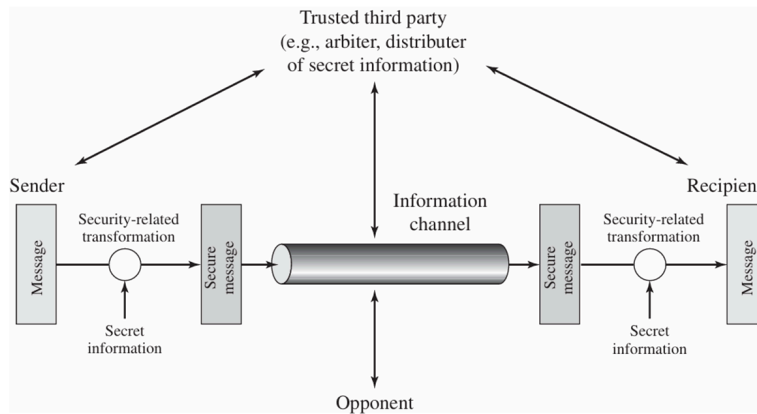 Trusted third party
(e.g., arbiter, distributer
of secret information)
Sender
Recipien
Information
channel
Security-related
transformation
Security-related
transformation
Message
Secure
message
Secure
message
Message
Secret
information
Secret
information
Opponent